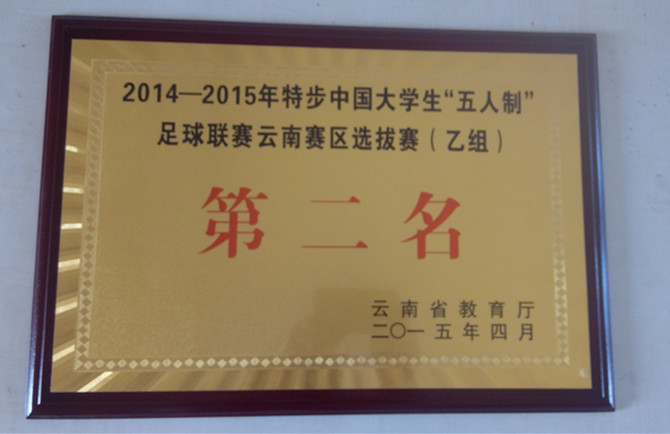 2014—2015年特步中国大学生“五人制”
足球联赛云南赛区选拔赛（乙组）
第二名
云南省教育厅
二〇一五年四月